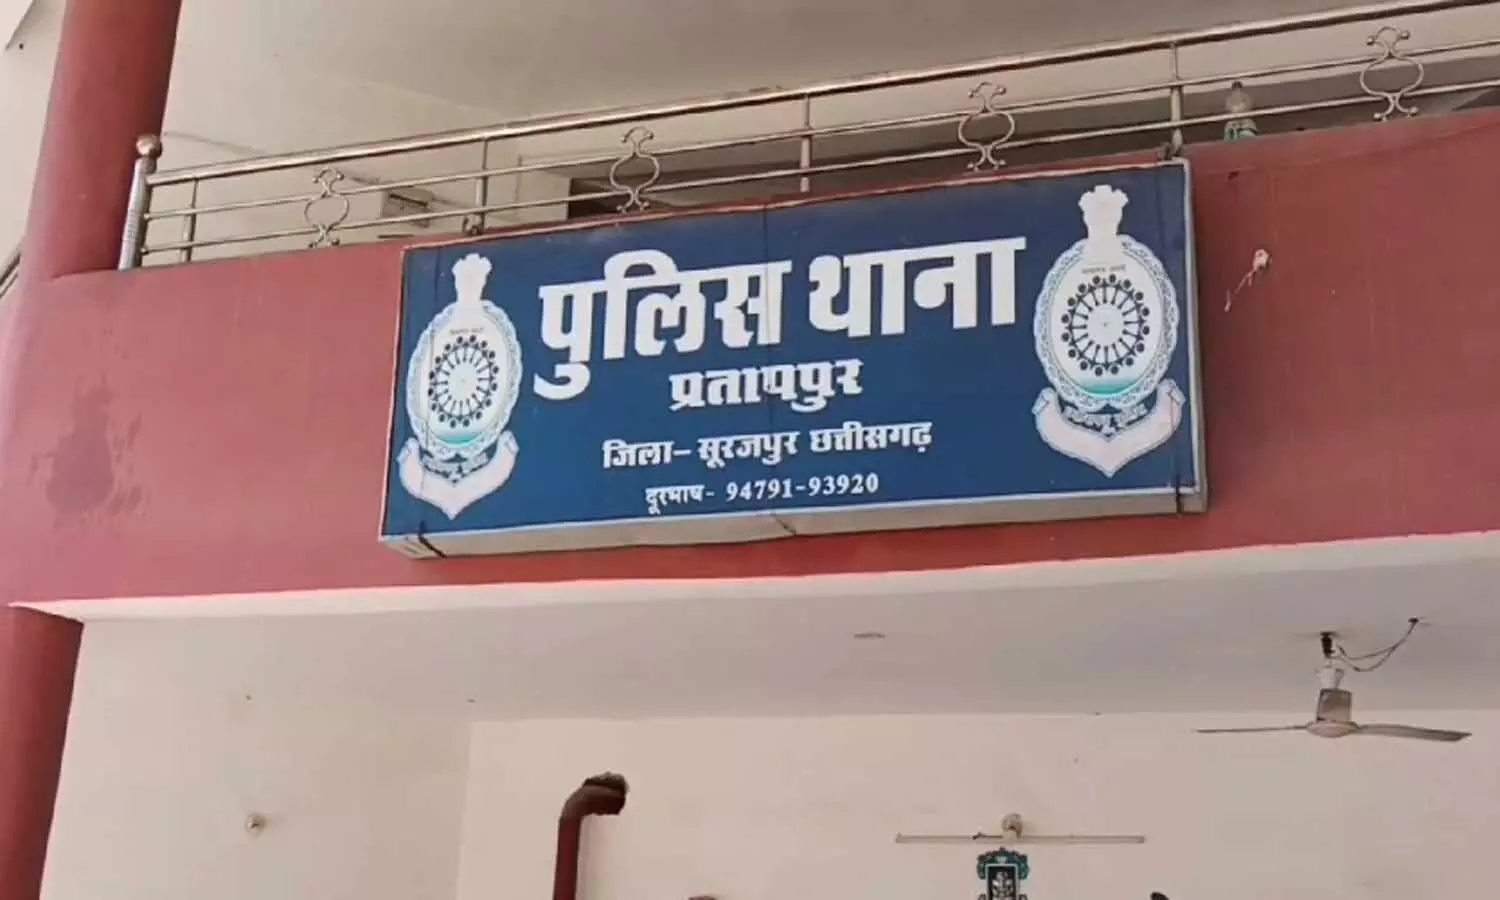 पुलिस थाना
प्रतापपुर
जिला- सूरजपुर छत्तीसगढ़
दूरभाष- 94791-93920